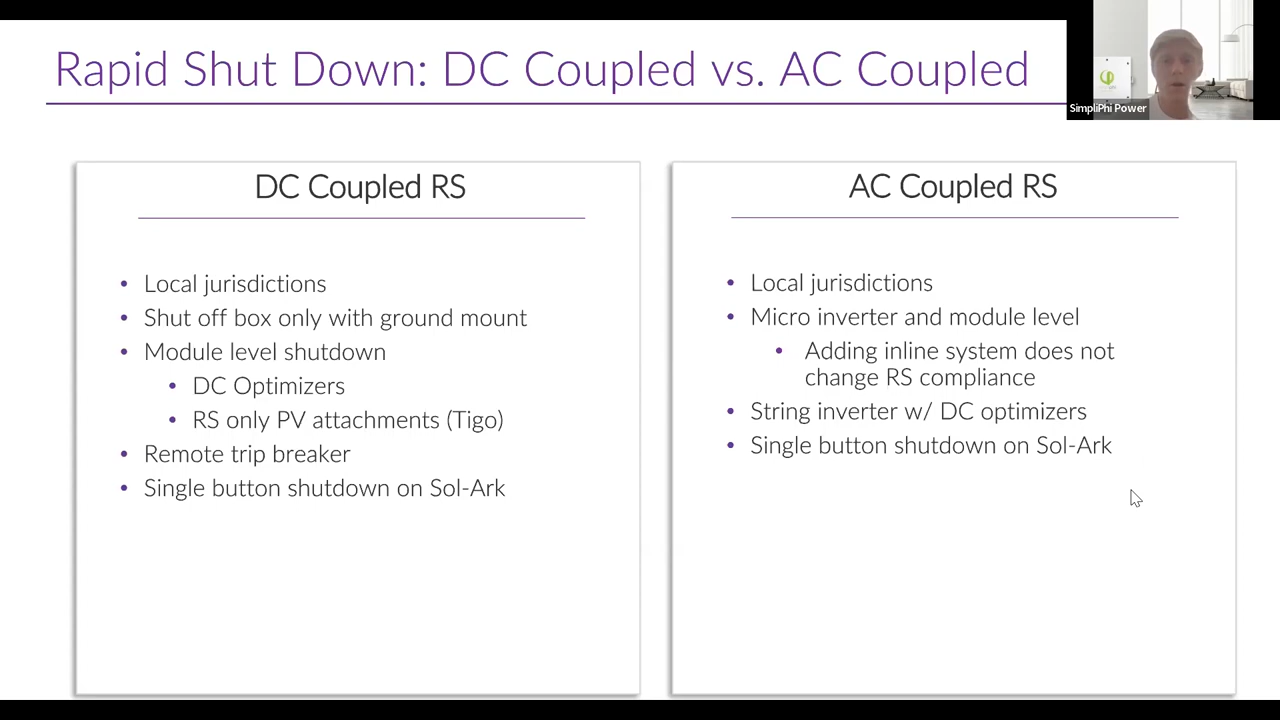 Rapid Shut Down: DC Coupled vs. AC Coupled
SimpliPhi Power
DC Coupled RS
• Local jurisdictions
• Shut off box only with ground mount
• Module level shutdown
• DC Optimizers
• RS only PV attachments (Tigo)
• Remote trip breaker
• Single button shutdown on Sol-Ark
AC Coupled RS
• Local jurisdictions
• Micro inverter and module level
• Adding inline system does not
change RS compliance
• String inverter w/ DC optimizers
• Single button shutdown on Sol-Ark